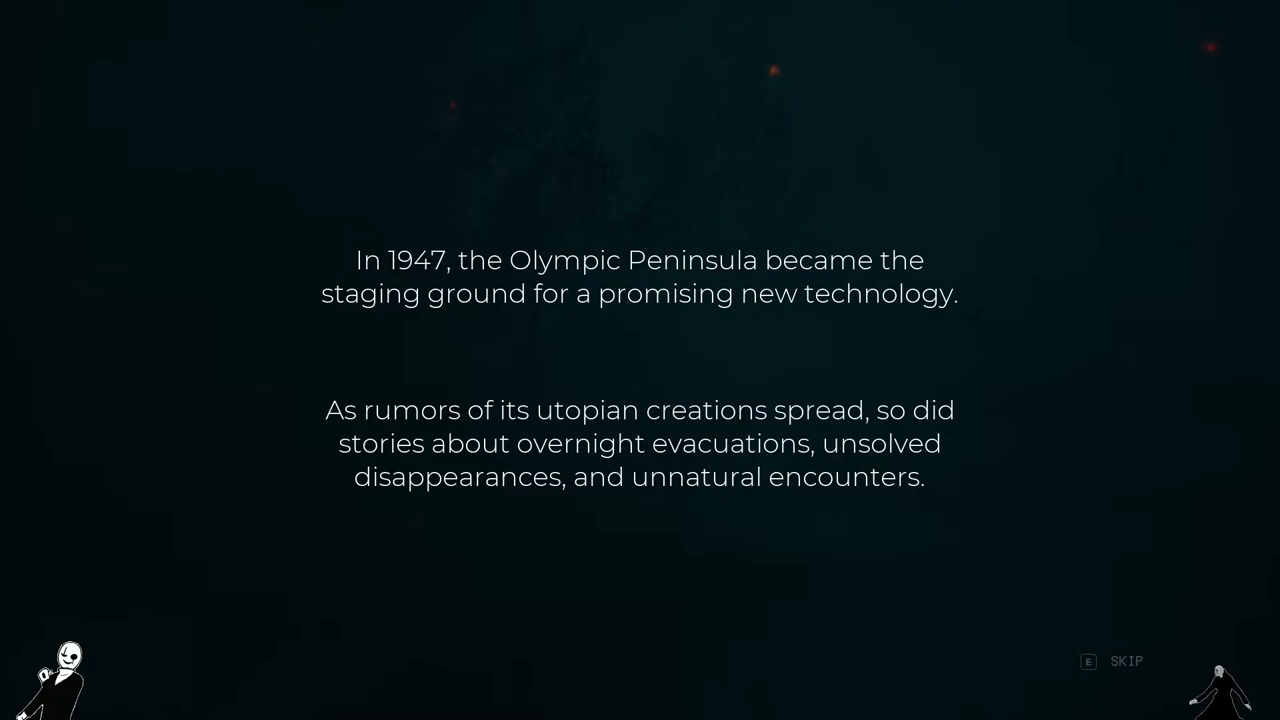 In 1947, the Olympic Peninsula became the
staging ground for a promising new technology.
As rumors of its utopian creations spread, so did
stories about overnight evacuations, unsolved
disappearances, and unnatural encounters.
E SKIP